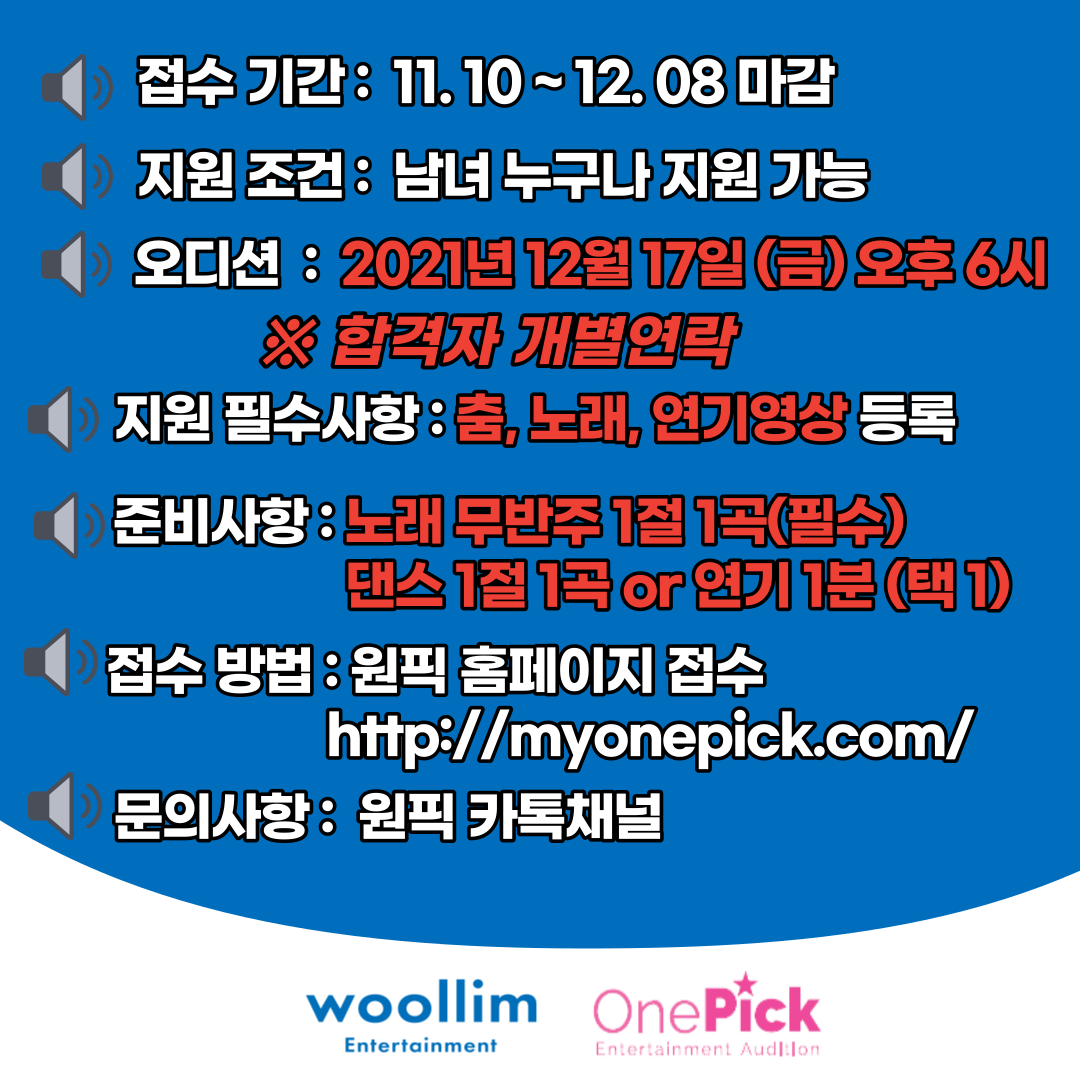 접수 기간 : 11. 10 ~ 12. 08 마감
지원 조건 : 남녀 누구나 지원 가능
오디션 : 2021년 12월 17일 (금) 오후 6시
※ 합격자 개별연락
지원 필수사항 : 춤, 노래, 연기영상 등록
준비사항 : 노래 무반주 1절 1곡(필수)
댄스 1절 1곡 or 연기 1분 (택 1)
접수 방법 : 원픽 홈페이지 접수
http://myonepick.com/
문의사항 : 원픽 카톡채널
woollim
Entertainment
OnePick
Entertainment Audition